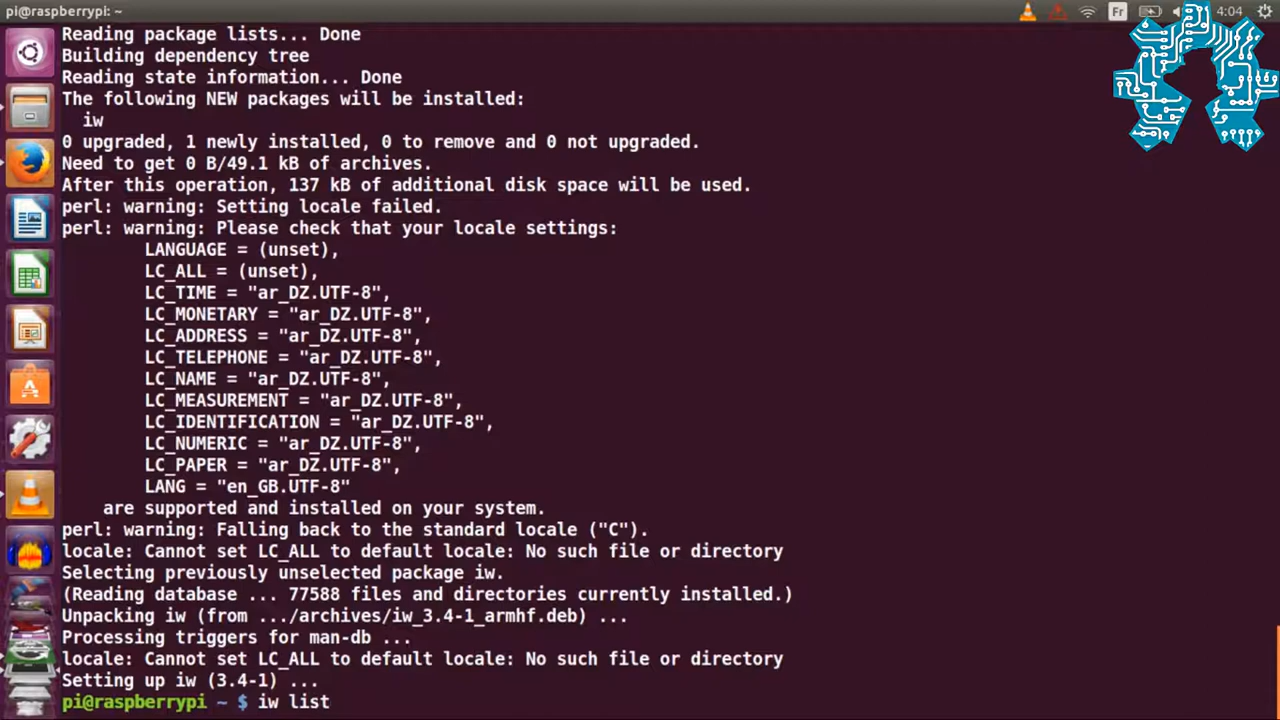 pi@raspberrypi: ~
Fr
4:04
Reading package lists... Done
Building dependency tree
Reading state information... Done
The following NEW packages will be installed:
  iw
0 upgraded, 1 newly installed, 0 to remove and 0 not upgraded.
Need to get 0 B/49.1 kB of archives.
After this operation, 137 kB of additional disk space will be used.
perl: warning: Setting locale failed.
perl: warning: Please check that your locale settings:
        LANGUAGE = (unset),
        LC_ALL = (unset),
        LC_TIME = "ar_DZ.UTF-8",
        LC_MONETARY = "ar_DZ.UTF-8",
        LC_ADDRESS = "ar_DZ.UTF-8",
        LC_TELEPHONE = "ar_DZ.UTF-8",
        LC_NAME = "ar_DZ.UTF-8",
        LC_MEASUREMENT = "ar_DZ.UTF-8",
        LC_IDENTIFICATION = "ar_DZ.UTF-8",
        LC_NUMERIC = "ar_DZ.UTF-8",
        LC_PAPER = "ar_DZ.UTF-8",
        LANG = "en_GB.UTF-8"
    are supported and installed on your system.
perl: warning: Falling back to the standard locale ("C").
locale: Cannot set LC_ALL to default locale: No such file or directory
Selecting previously unselected package iw.
(Reading database ... 77588 files and directories currently installed.)
Unpacking iw (from .../archives/iw_3.4-1_armhf.deb) ...
Processing triggers for man-db ...
locale: Cannot set LC_ALL to default locale: No such file or directory
Setting up iw (3.4-1) ...
pi@raspberrypi ~ $ iw list